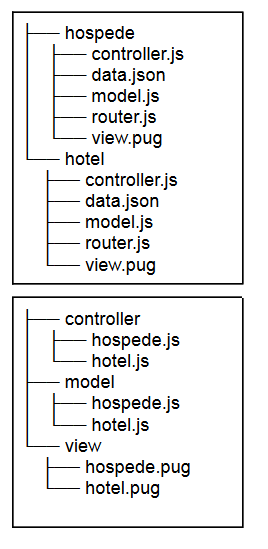 hospede
controller.js
data.json
model.js
router.js
view.pug
hotel
controller.js
data.json
model.js
router.js
view.pug
controller
hospede.js
hotel.js
model
hospede.js
hotel.js
view
hospede.pug
hotel.pug